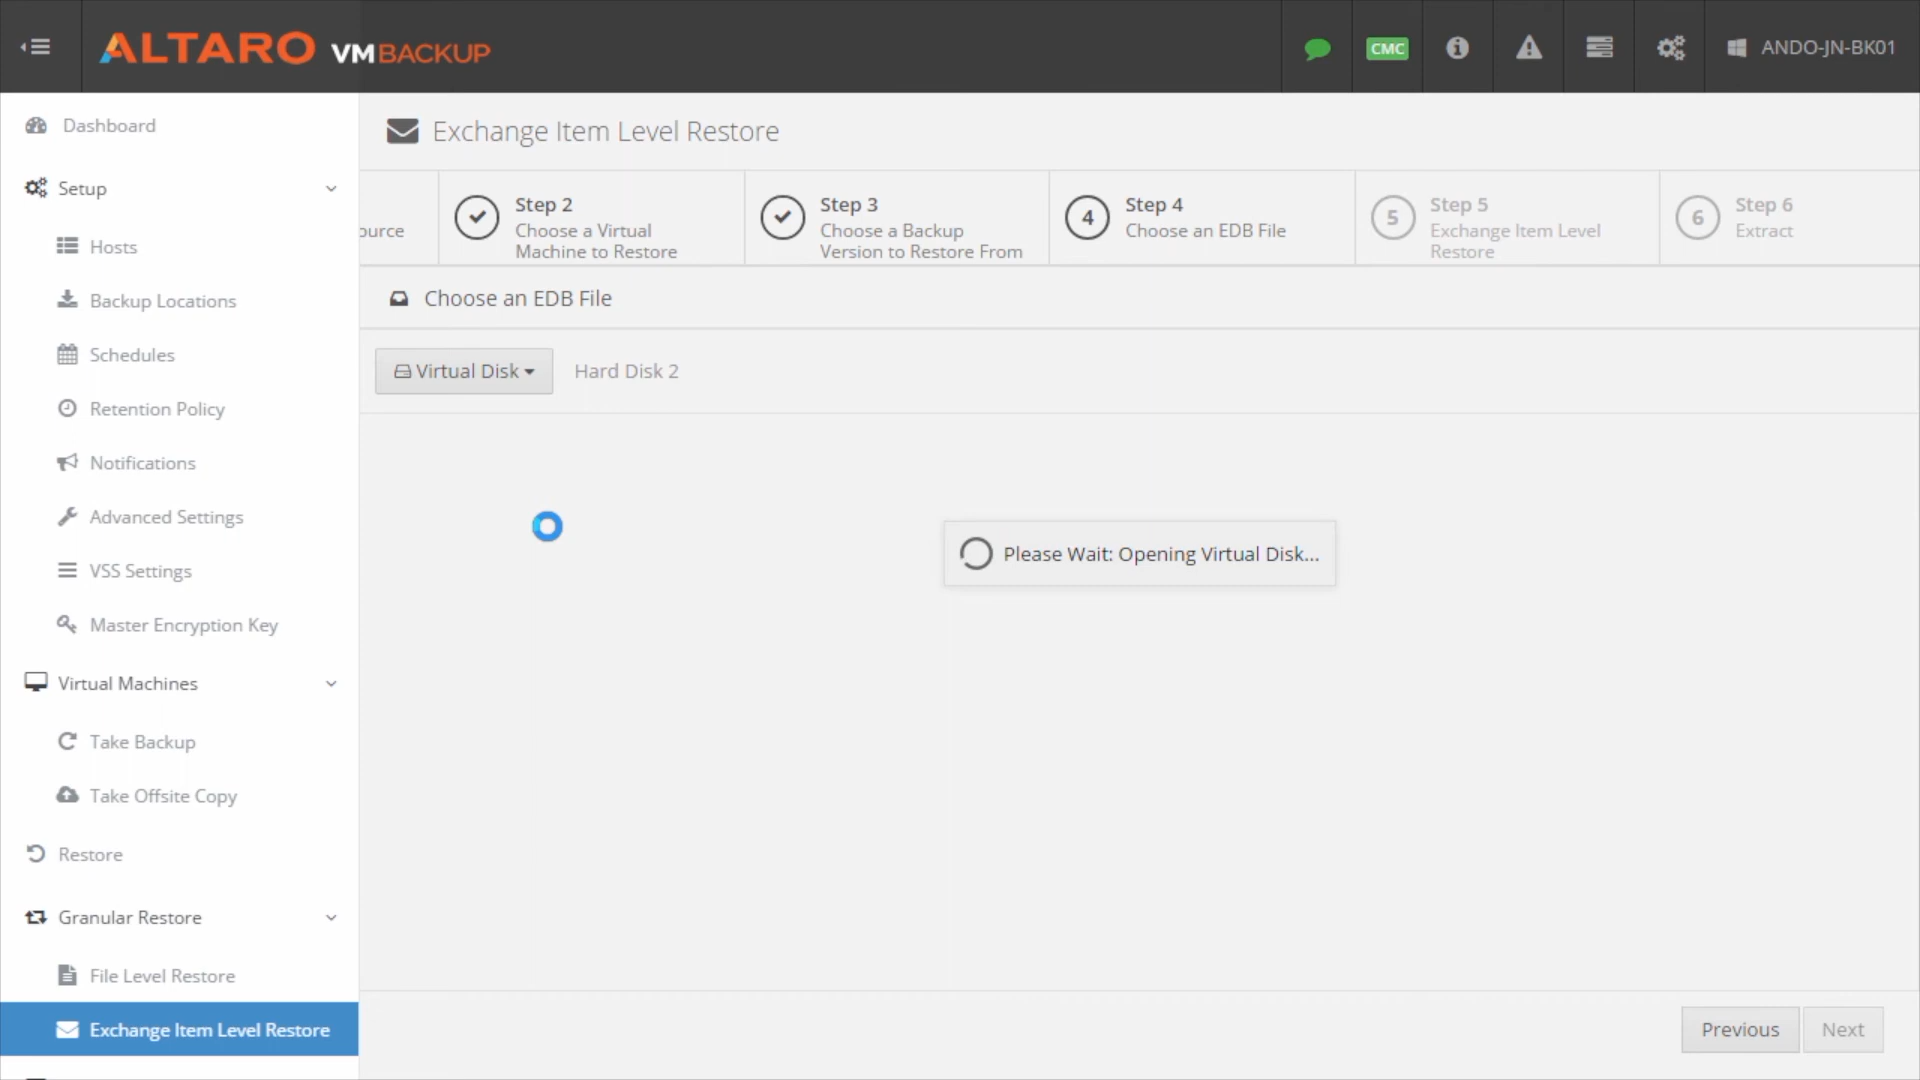 ALTARO VMBACKUP
CMC
ANDO-JN-BK01
Dashboard
Setup
Hosts
Backup Locations
Schedules
Retention Policy
Notifications
Advanced Settings
VSS Settings
Master Encryption Key
Virtual Machines
Take Backup
Take Offsite Copy
Restore
Granular Restore
File Level Restore
Exchange Item Level Restore
Exchange Item Level Restore
ource
Step 2
Choose a Virtual
Machine to Restore
Step 3
Choose a Backup
Version to Restore From
4
Step 4
Choose an EDB File
5
Step 5
Exchange Item Level
Restore
6
Step 6
Extract
Choose an EDB File
Virtual Disk
Hard Disk 2
Please Wait: Opening Virtual Disk...
Previous
Next